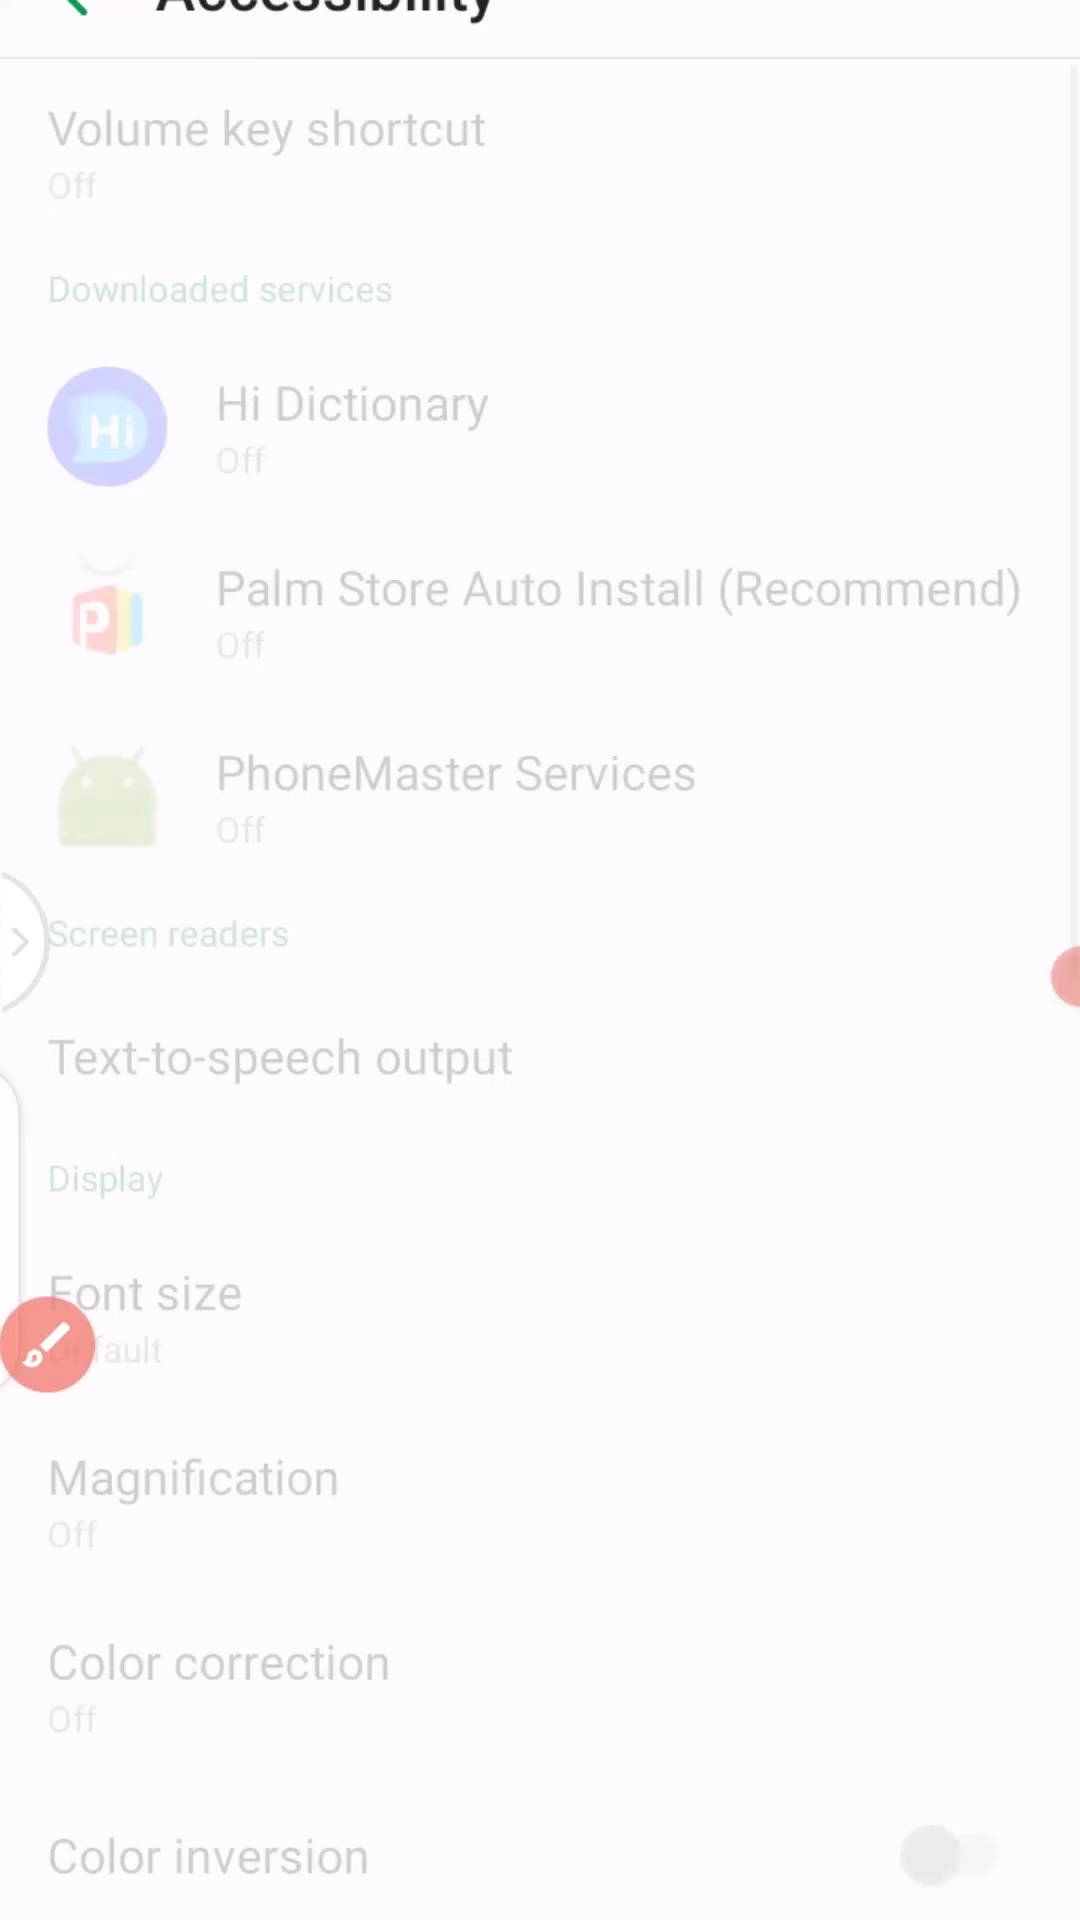 Accessibility
Volume key shortcut
Off
Downloaded services
Hi
Hi Dictionary
Off
P
Palm Store Auto Install (Recommend)
Off
PhoneMaster Services
Off
Screen readers
Text-to-speech output
Display
Font size
Default
Magnification
Off
Color correction
Off
Color inversion